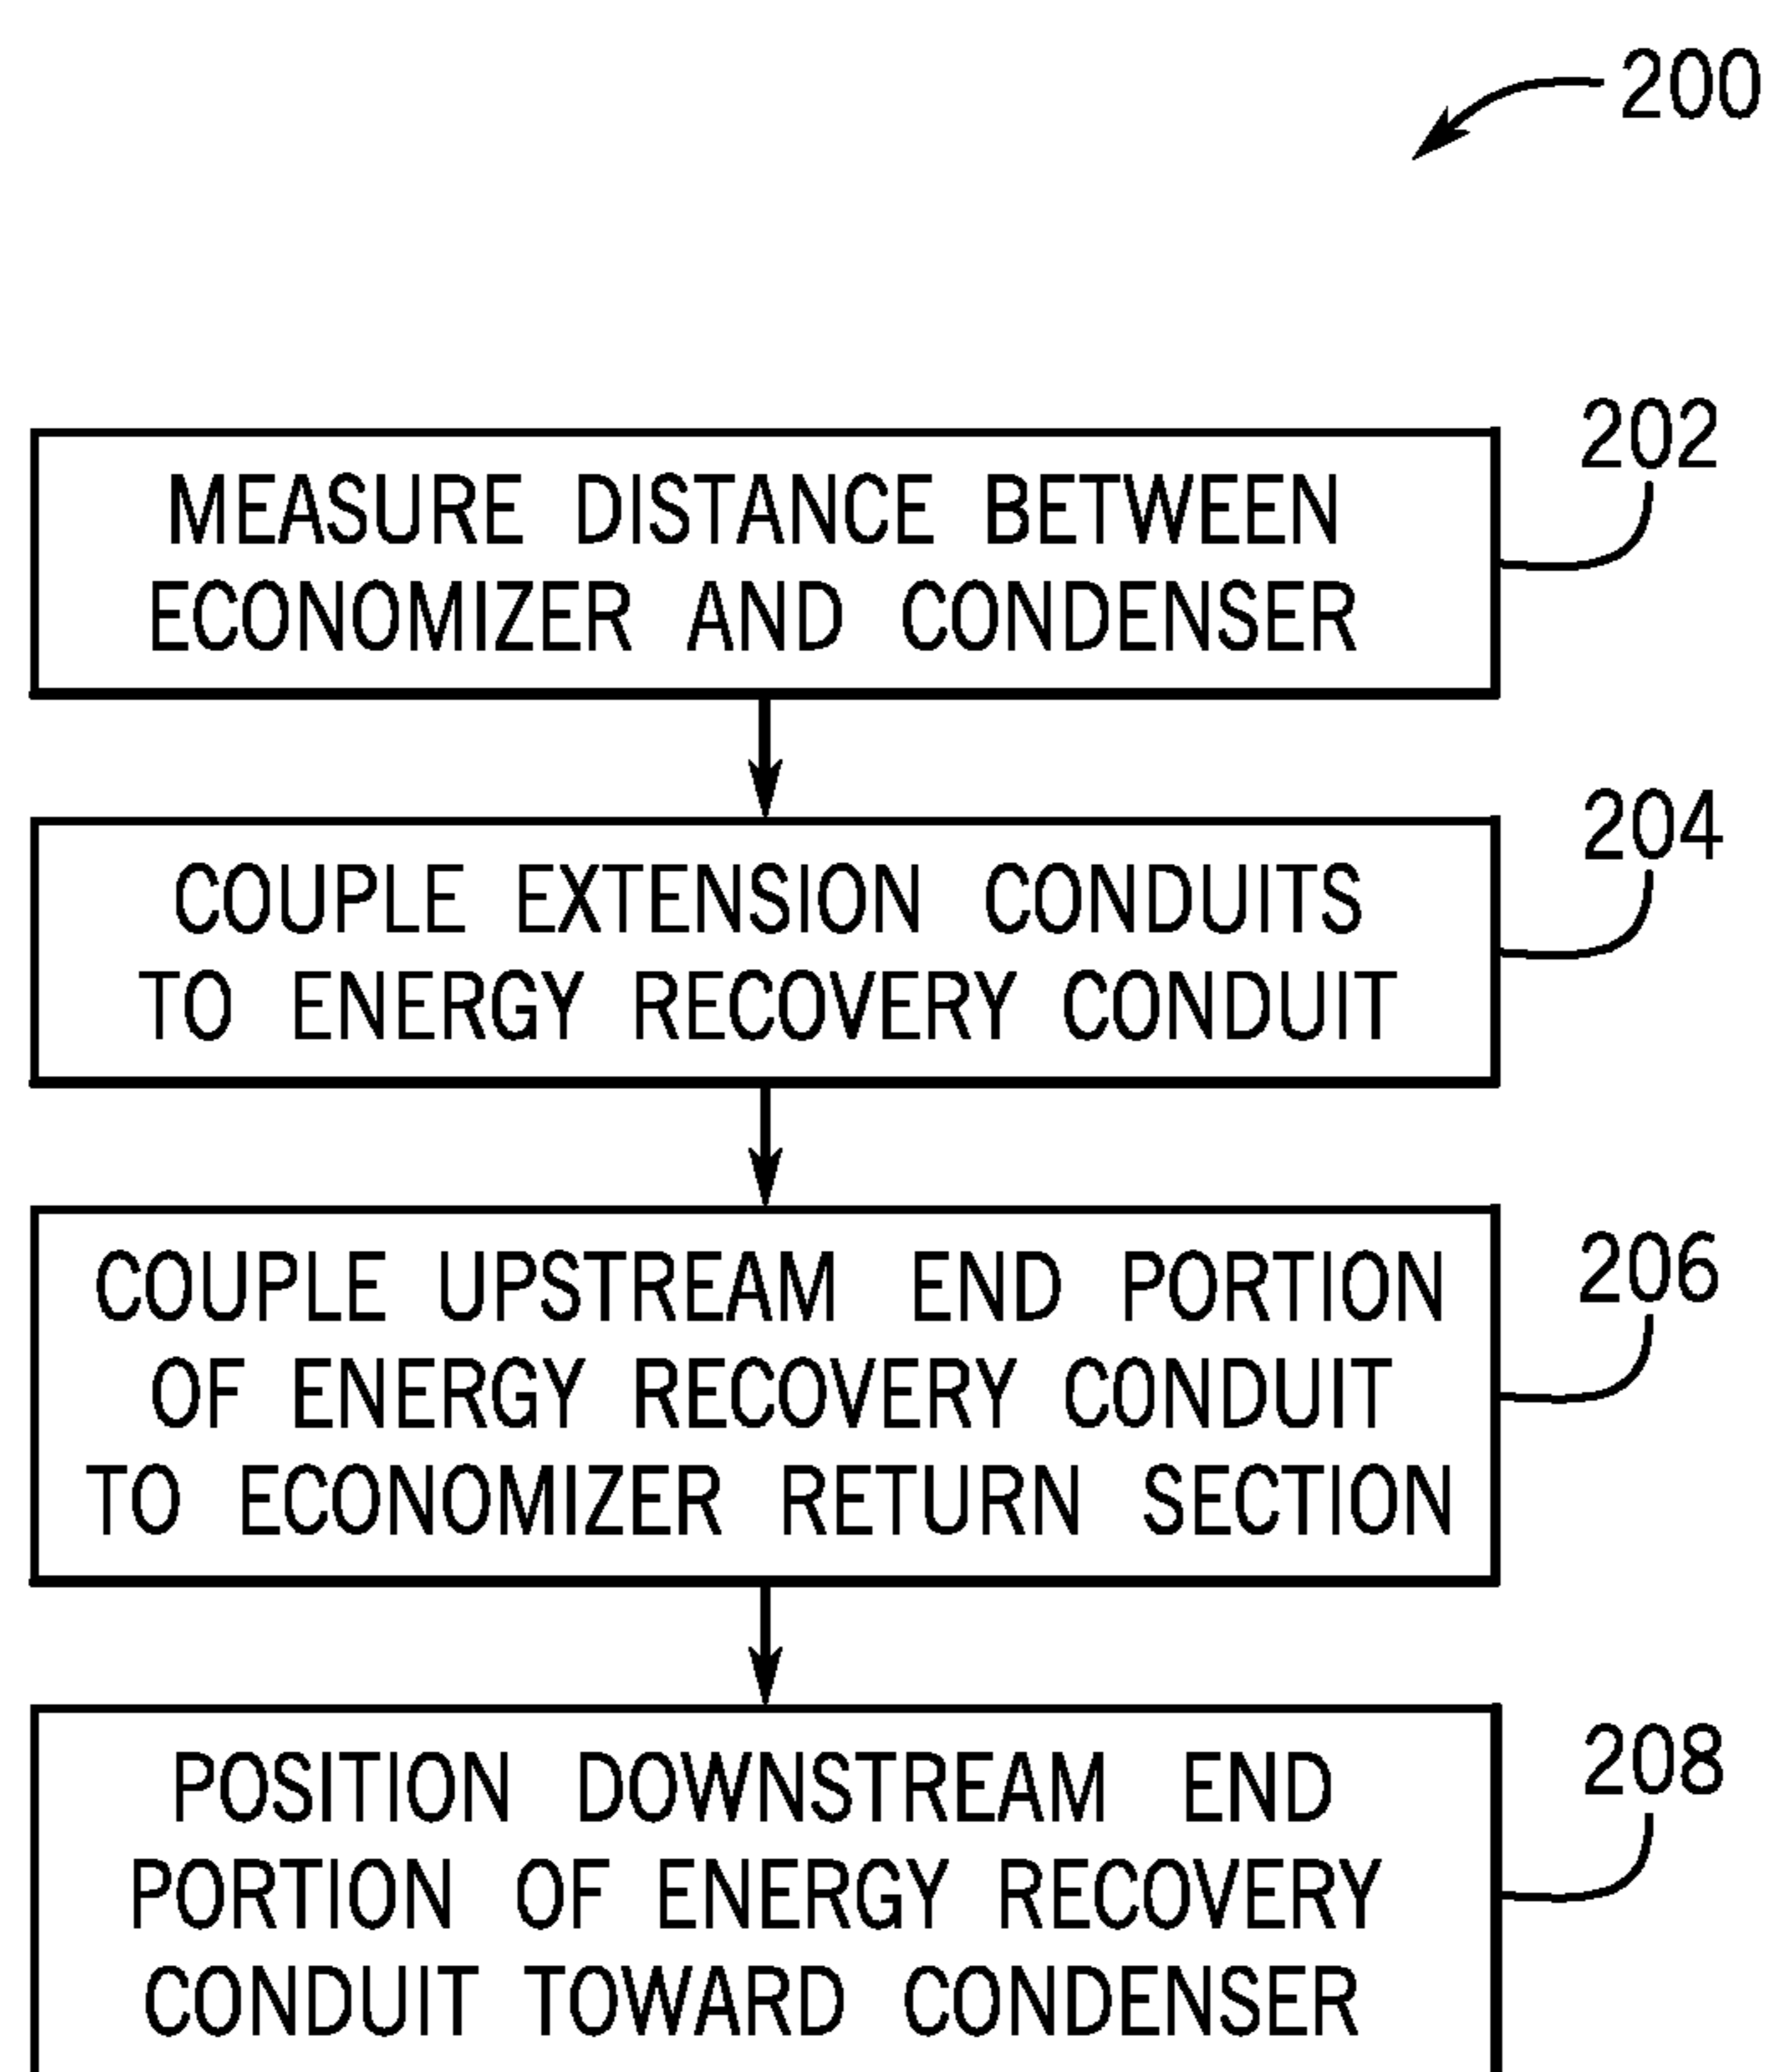 200
202
MEASURE DISTANCE BETWEEN
ECONOMIZER AND CONDENSER
204
COUPLE EXTENSION CONDUITS
TO ENERGY RECOVERY CONDUIT
206
COUPLE UPSTREAM END PORTION
OF ENERGY RECOVERY CONDUIT
TO ECONOMIZER RETURN SECTION
208
POSITION DOWNSTREAM END
PORTION OF ENERGY RECOVERY
CONDUIT TOWARD CONDENSER